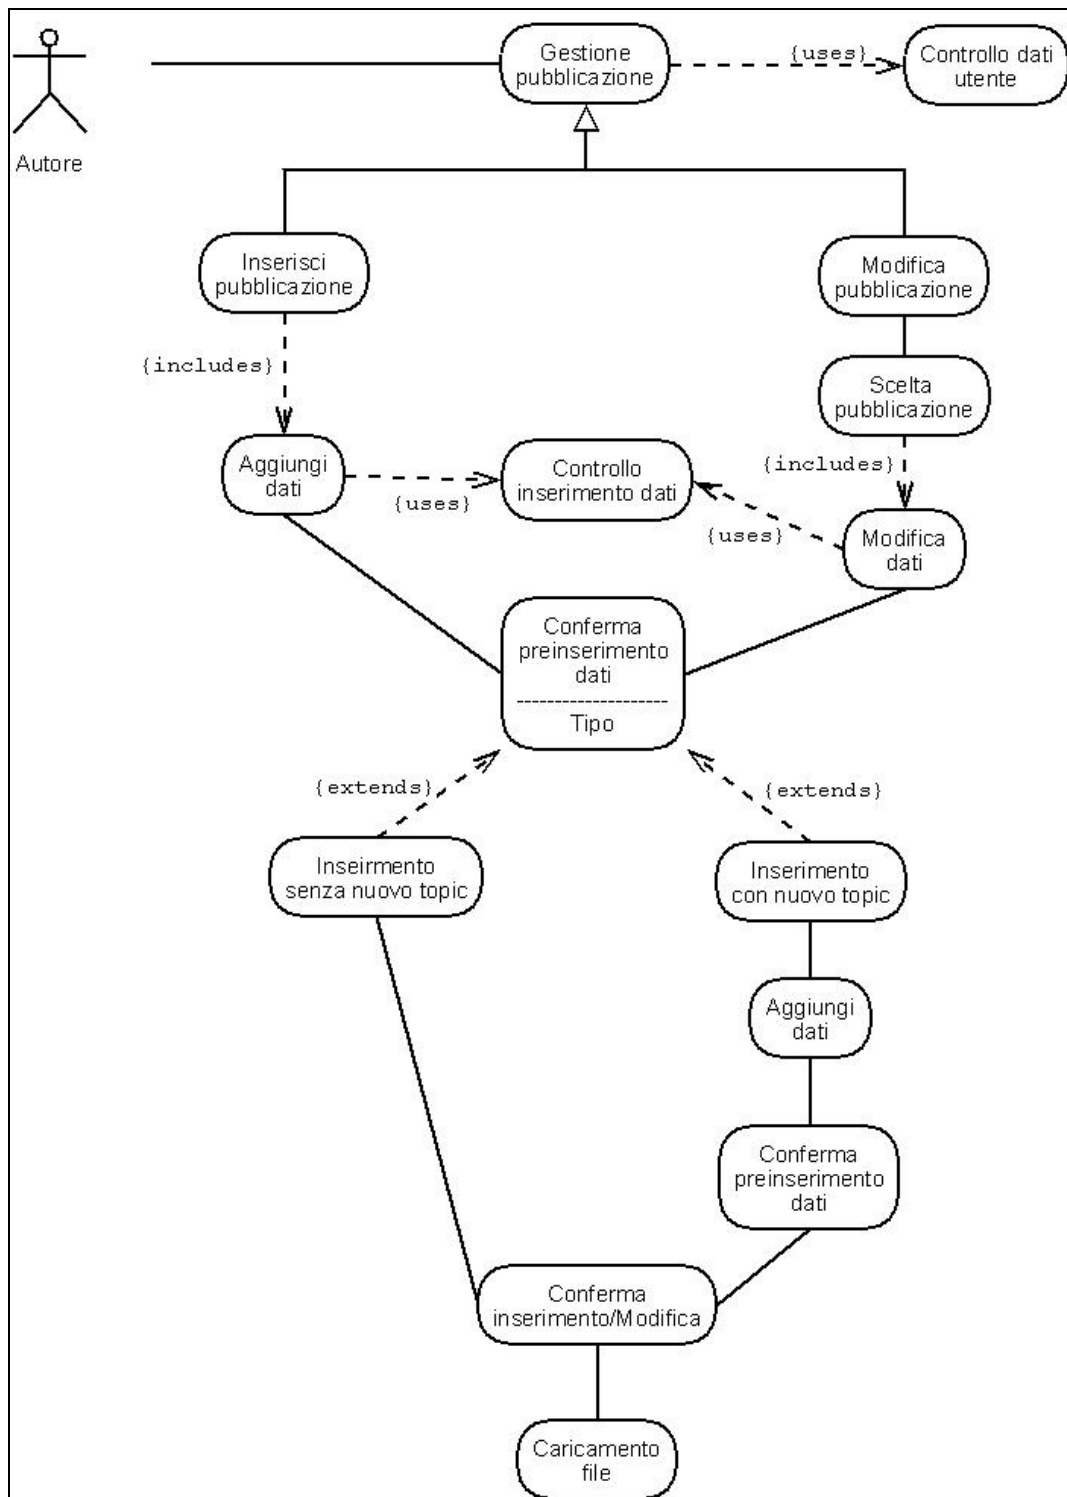 Autore
Gestione
pubblicazione
{uses}
Controllo dati
utente
Inserisci
pubblicazione
Modifica
pubblicazione
{includes}
Scelta
pubblicazione
Aggiungi
dati
{uses}
Controllo
inserimento dati
{includes}
{uses}
Modifica
dati
Conferma
preinserimento
dati
---------------------
Tipo
{extends}
{extends}
Inseirmento
senza nuovo topic
Inserimento
con nuovo topic
Aggiungi
dati
Conferma
preinserimento
dati
Conferma
inserimento/Modifica
Caricamento
file